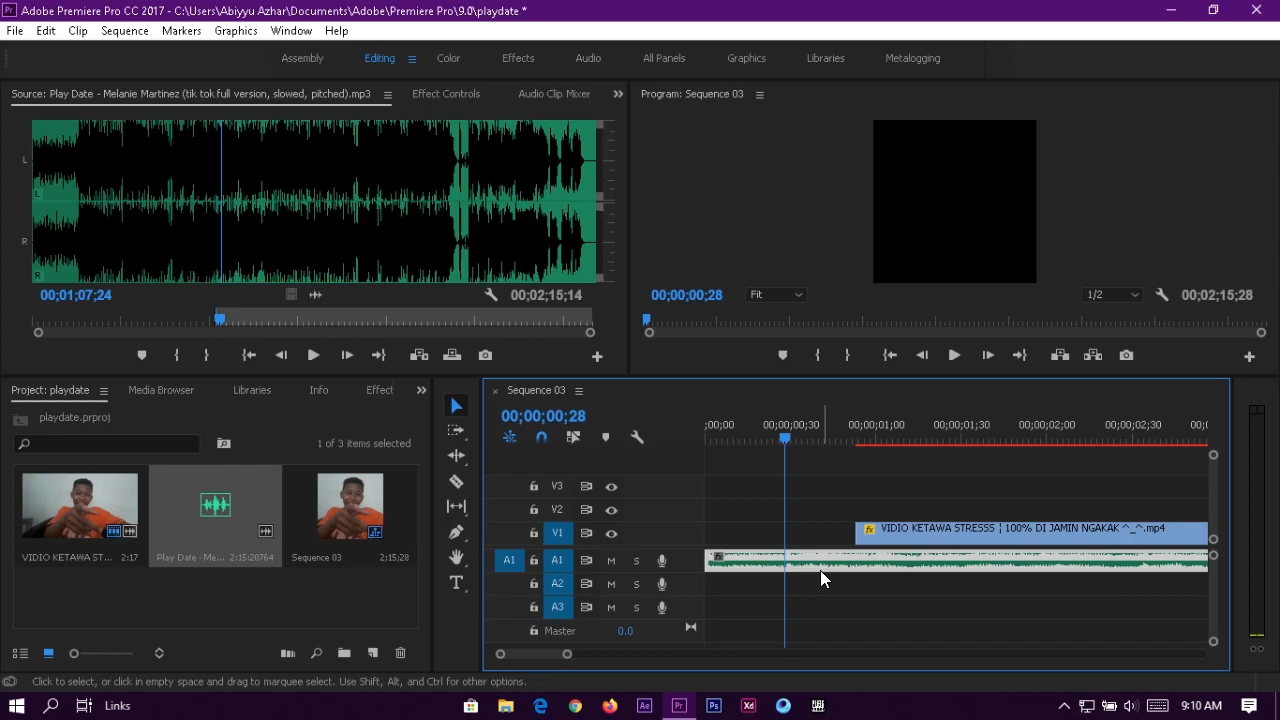 Adobe Premiere Pro CC 2017 - C:\Users\Abiyyu Azhar\Documents\Adobe\Premiere Pro\9.0\playdate *
File Edit Clip Sequence Markers Graphics Window Help
Assembly Editing Color Effects Audio All Panels Graphics Libraries Metalogging
Source: Play Date - Melanie Martinez (tik tok full version, slowed, pitched).mp3 Effect Controls Audio Clip Mixer
Program: Sequence 03
L
L
R
R
00;01;07;24 00;02;15;14
00;00;00;28 Fit 1/2 00;02;15;28
Project: playdate Media Browser Libraries Info Effect
playdate.prproj
1 of 3 items selected
VIDIO KETAWA ST... 2:17 Play Date - Me... 2:15:20764 Sequence 03 2;15;28
Sequence 03
00;00;00;28
;00;00 00;00;00;30 00;00;01;00 00;00;01;30 00;00;02;00 00;00;02;30 00;(
V3
V2
V1 VIDIO KETAWA STRESSS ¦ 100% DI JAMIN NGAKAK ^_^.mp4
A1 A1 M S
A2 M S
A3 M S
Master 0.0
Click to select, or click in empty space and drag to marquee select. Use Shift, Alt, and Ctrl for other options.
Links 9:10 AM